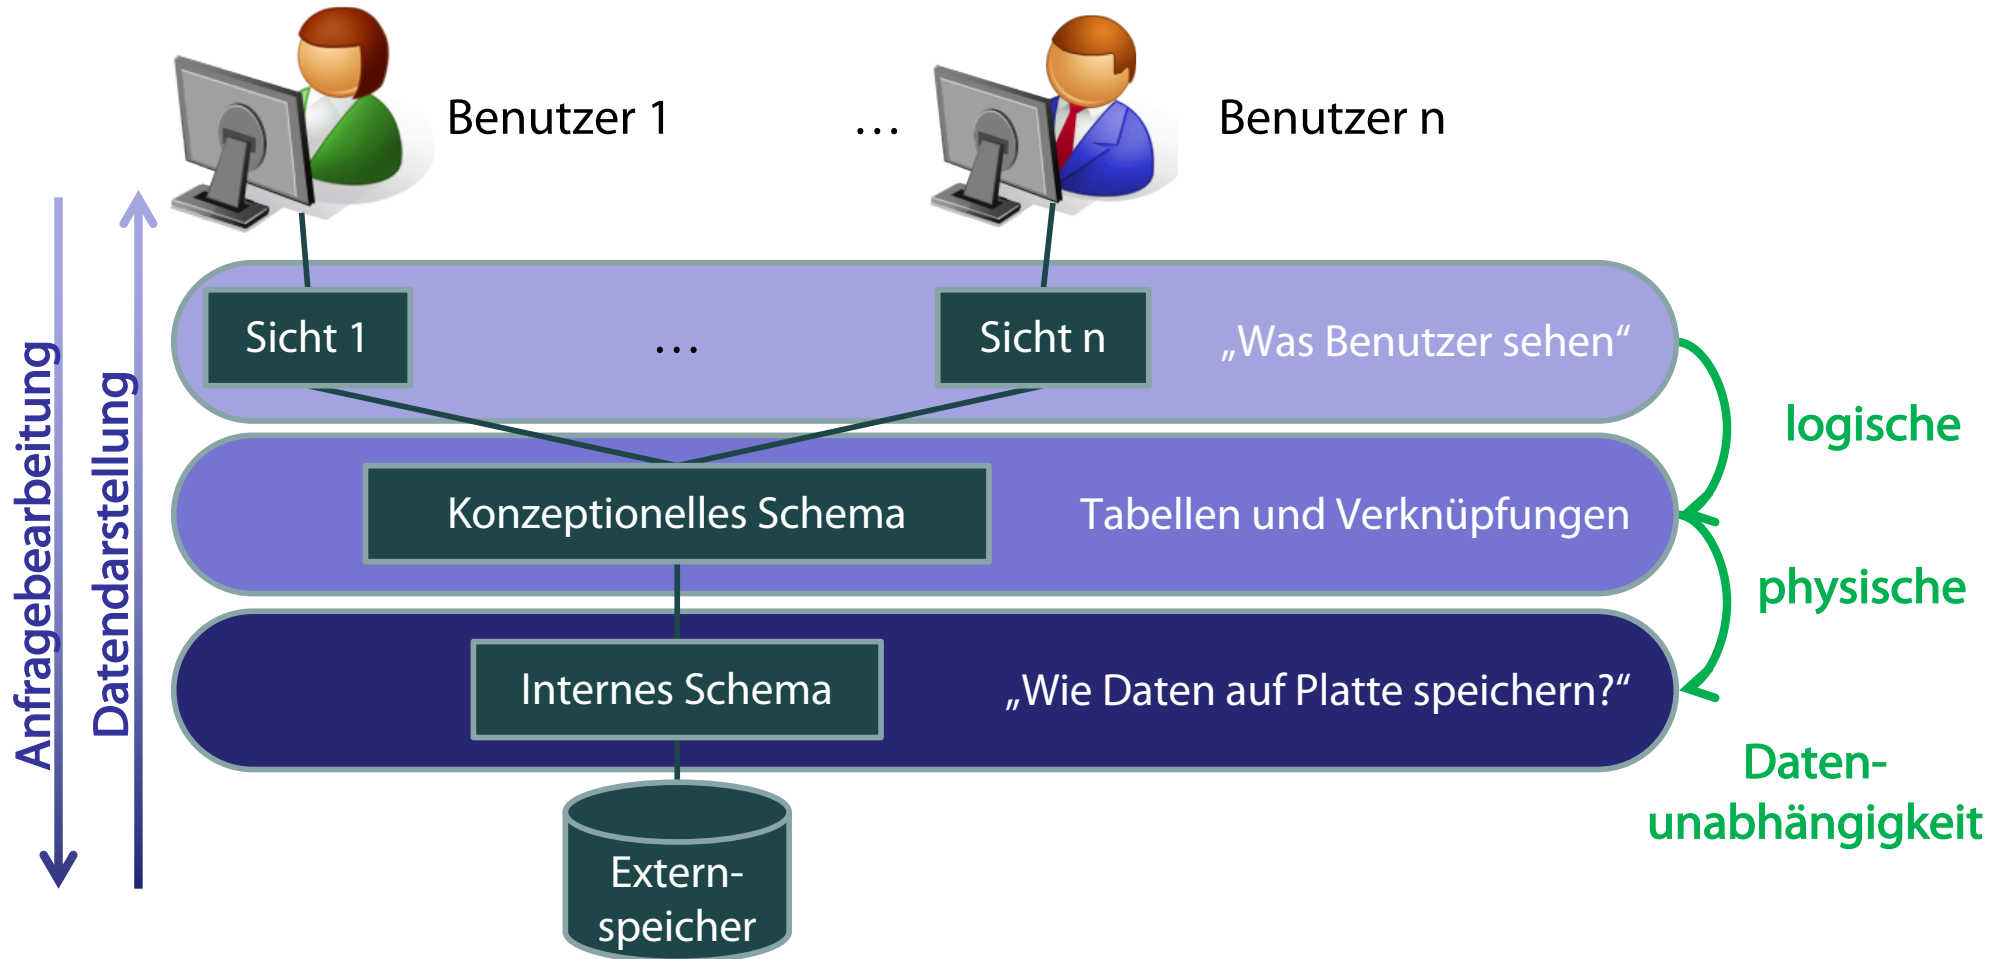 Benutzer 1
…
Benutzer n
Sicht 1
…
Sicht n
„Was Benutzer sehen“
logische
Konzeptionelles Schema
Tabellen und Verknüpfungen
physische
Internes Schema
„Wie Daten auf Platte speichern?“
Daten-
unabhängigkeit
Extern-
speicher
Anfragebearbeitung
Datendarstellung